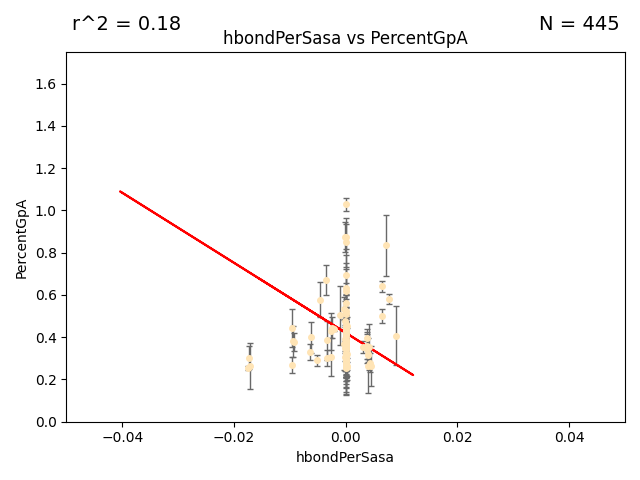 r^2 = 0.18
N = 445
hbondPerSasa vs PercentGpA
1.6
1.4
1.2
1.0
0.8
0.6
0.4
0.2
0.0
PercentGpA
−0.04
−0.02
0.00
0.02
0.04
hbondPerSasa